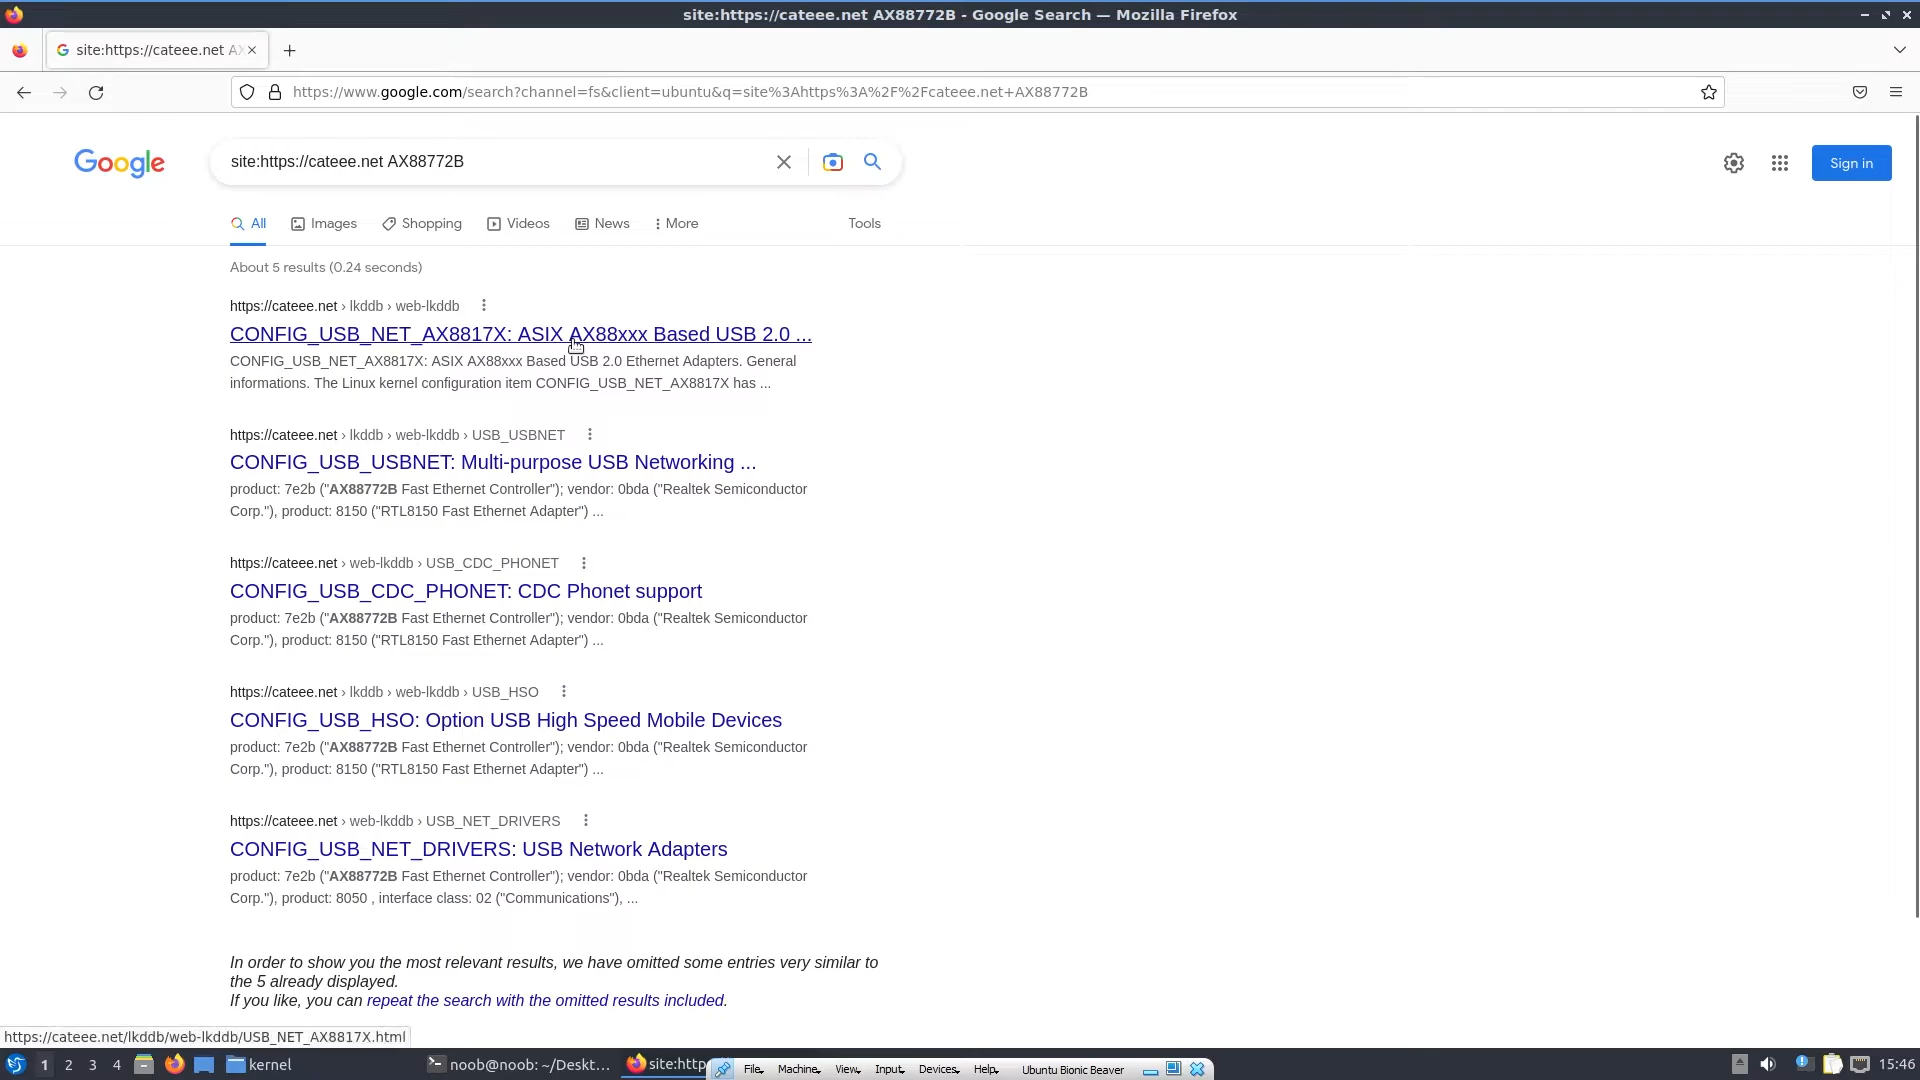 site:https://cateee.net AX88772B - Google Search — Mozilla Firefox
site:https://cateee.net AX
https://www.google.com/search?channel=fs&client=ubuntu&q=site%3Ahttps%3A%2F%2Fcateee.net+AX88772B
Google
site:https://cateee.net AX88772B
Sign in
All
Images
Shopping
Videos
News
More
Tools
About 5 results (0.24 seconds)
https://cateee.net › lkddb › web-lkddb
CONFIG_USB_NET_AX8817X: ASIX AX88xxx Based USB 2.0 ...
CONFIG_USB_NET_AX8817X: ASIX AX88xxx Based USB 2.0 Ethernet Adapters. General
informations. The Linux kernel configuration item CONFIG_USB_NET_AX8817X has ...
https://cateee.net › lkddb › web-lkddb › USB_USBNET
CONFIG_USB_USBNET: Multi-purpose USB Networking ...
product: 7e2b ("AX88772B Fast Ethernet Controller"); vendor: 0bda ("Realtek Semiconductor
Corp."), product: 8150 ("RTL8150 Fast Ethernet Adapter") ...
https://cateee.net › web-lkddb › USB_CDC_PHONET
CONFIG_USB_CDC_PHONET: CDC Phonet support
product: 7e2b ("AX88772B Fast Ethernet Controller"); vendor: 0bda ("Realtek Semiconductor
Corp."), product: 8150 ("RTL8150 Fast Ethernet Adapter") ...
https://cateee.net › lkddb › web-lkddb › USB_HSO
CONFIG_USB_HSO: Option USB High Speed Mobile Devices
product: 7e2b ("AX88772B Fast Ethernet Controller"); vendor: 0bda ("Realtek Semiconductor
Corp."), product: 8150 ("RTL8150 Fast Ethernet Adapter") ...
https://cateee.net › web-lkddb › USB_NET_DRIVERS
CONFIG_USB_NET_DRIVERS: USB Network Adapters
product: 7e2b ("AX88772B Fast Ethernet Controller"); vendor: 0bda ("Realtek Semiconductor
Corp."), product: 8050 , interface class: 02 ("Communications"), ...
In order to show you the most relevant results, we have omitted some entries very similar to
the 5 already displayed.
If you like, you can repeat the search with the omitted results included.
https://cateee.net/lkddb/web-lkddb/USB_NET_AX8817X.html
1 2 3 4
kernel
noob@noob: ~/Deskt...
site:http
File
Machine
View
Input
Devices
Help
Ubuntu Bionic Beaver
15:46